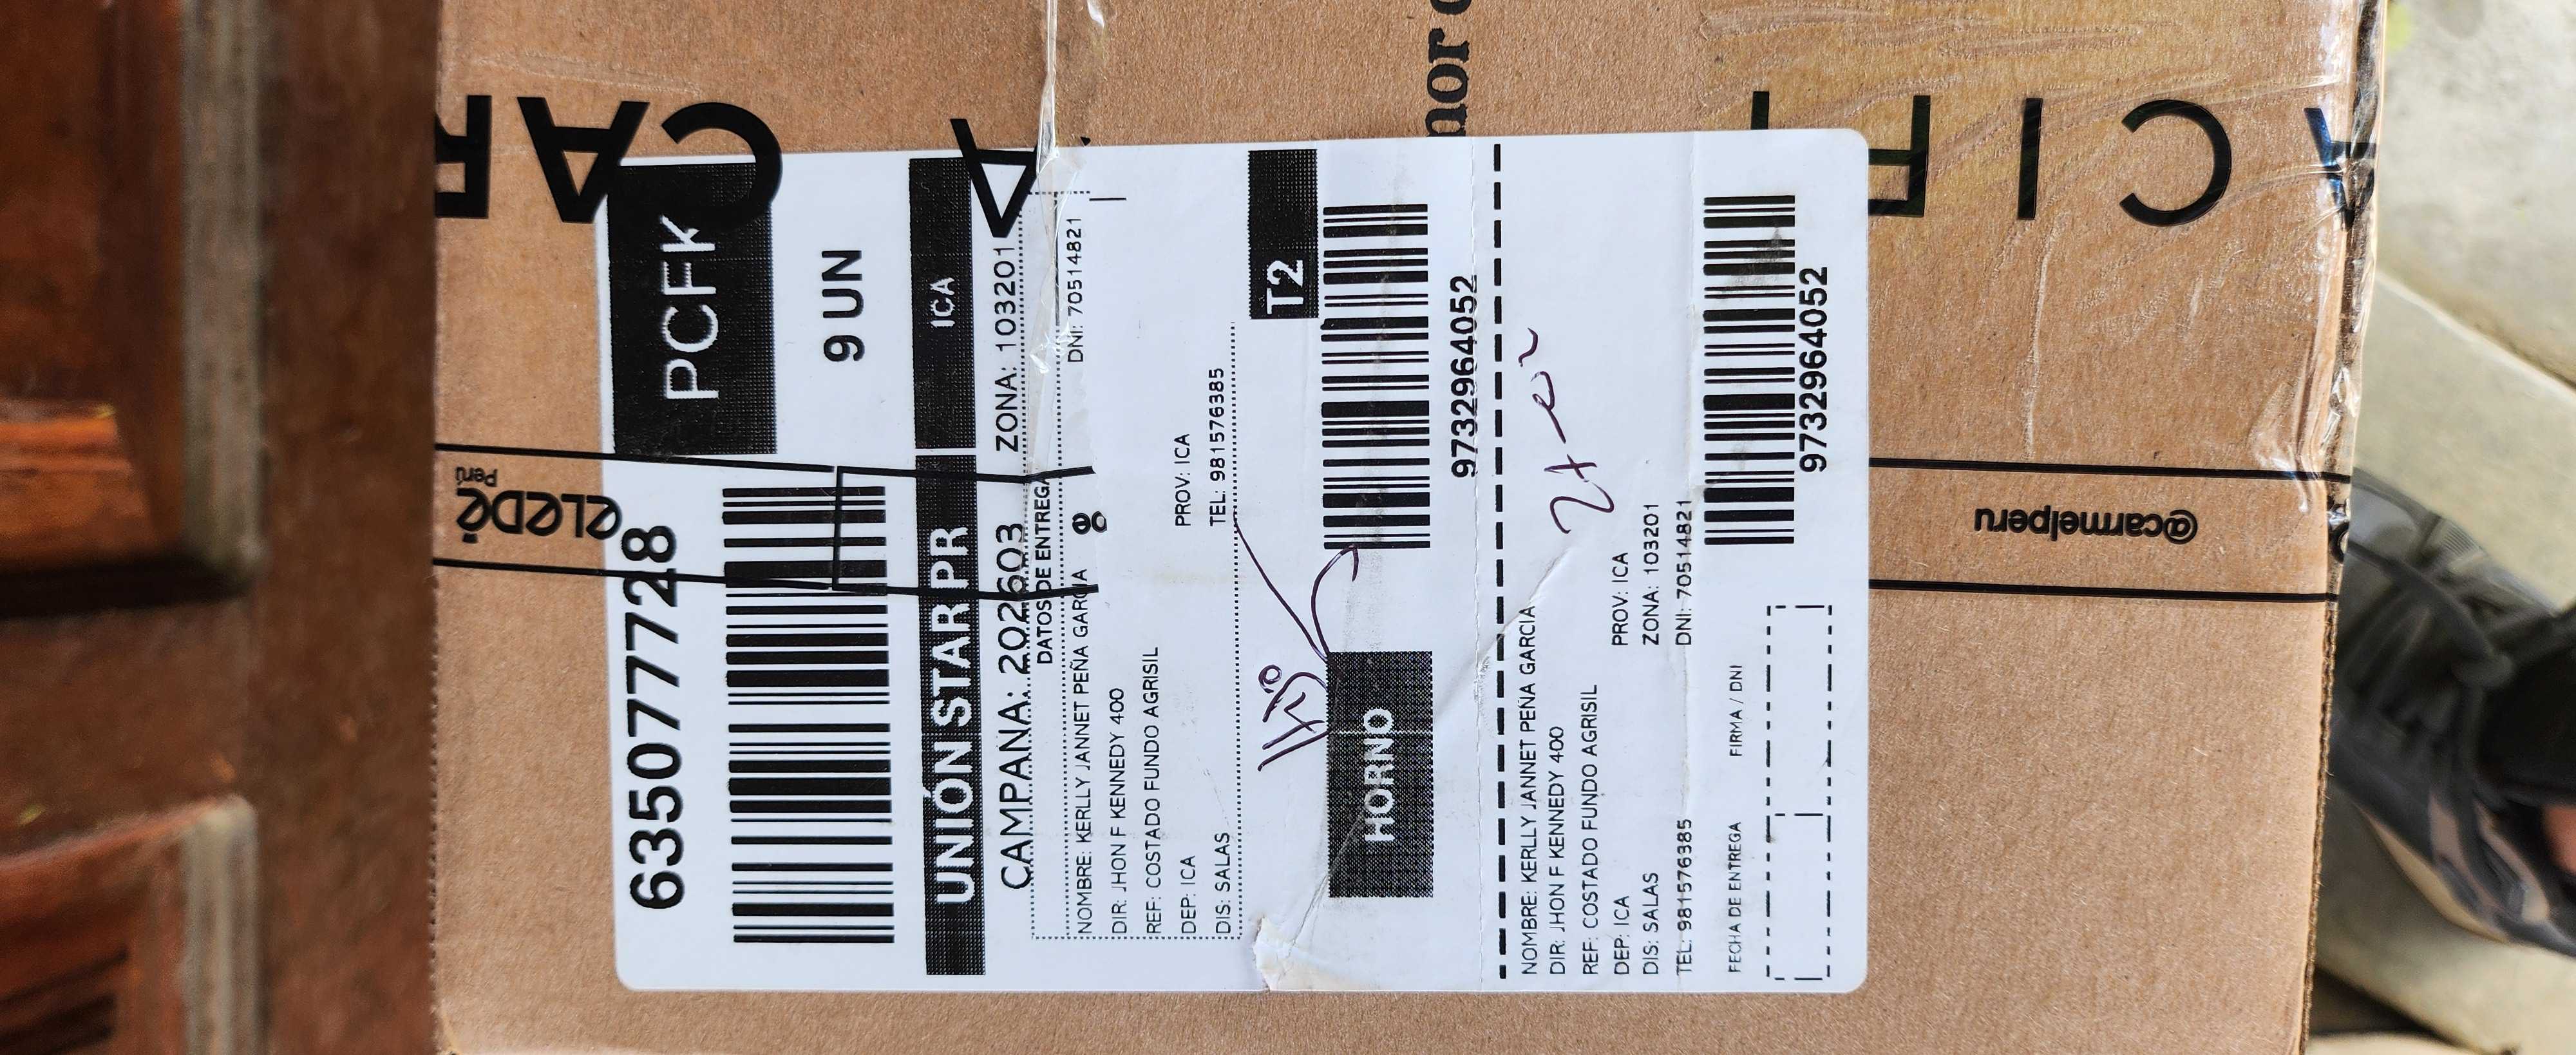 PCFK
6350777728
9 UN
UNIÓN STAR PR
ICA
CAMPAÑA: 202603
ZONA: 103201
DATOS DE ENTREGA
NOMBRE: KERLLY JANNET PEÑA GARCIA
DNI: 70514821
DIR: JHON F KENNEDY 400
REF: COSTADO FUNDO AGRISIL
DEP: ICA
PROV: ICA
DIS: SALAS
TEL: 981576385
T2
HORNO
9732964052
NOMBRE: KERLLY JANNET PEÑA GARCIA
DIR: JHON F KENNEDY 400
REF: COSTADO FUNDO AGRISIL
DEP: ICA
PROV: ICA
DIS: SALAS
ZONA: 103201
TEL: 981576385
DNI: 70514821
FECHA DE ENTREGA
FIRMA / DNI
9732964052
@carmelperu
eLeDé
Perú